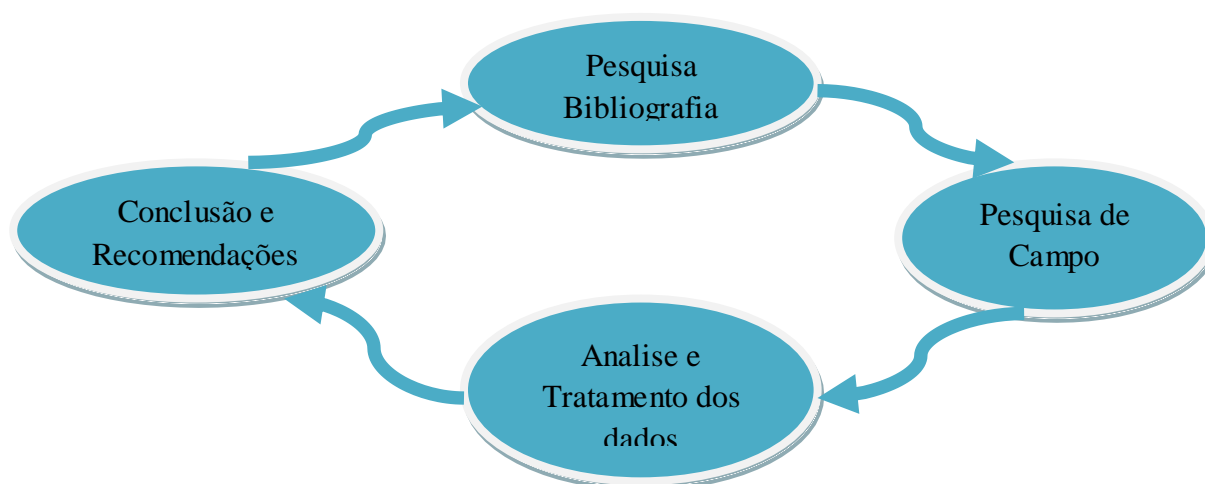 Pesquisa
Bibliografia
Pesquisa de
Campo
Analise e
Tratamento dos
dados
Conclusão e
Recomendações